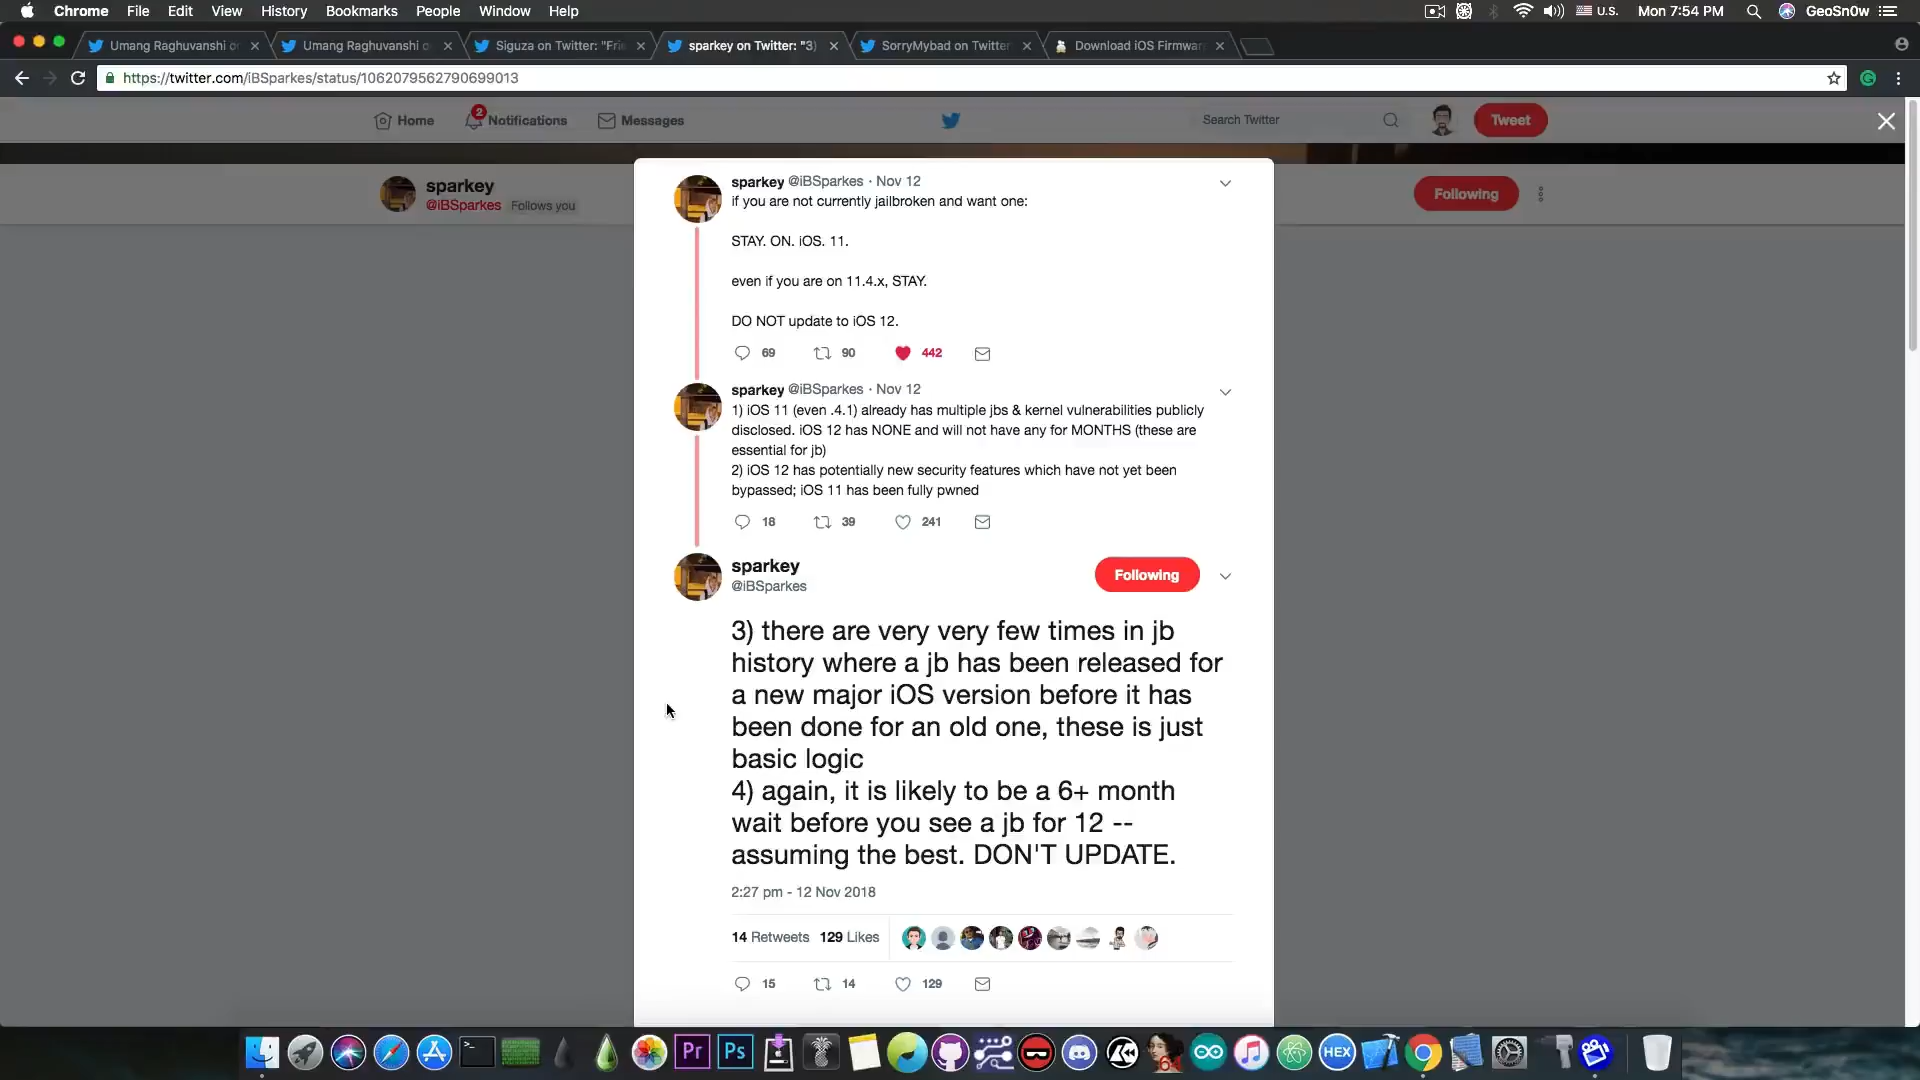 Chrome File Edit View History Bookmarks People Window Help U.S. Mon 7:54 PM GeoSn0w
Umang Raghuvanshi o Umang Raghuvanshi o Siguza on Twitter: "Frie sparkey on Twitter: "3) SorryMybad on Twitter Download iOS Firmwar
https://twitter.com/iBSparkes/status/1062079562790699013
Home 2 Notifications Messages Search Twitter Tweet
sparkey
@iBSparkes Follows you
Following
sparkey @iBSparkes · Nov 12
if you are not currently jailbroken and want one:
STAY. ON. iOS. 11.
even if you are on 11.4.x, STAY.
DO NOT update to iOS 12.
69 90 442
sparkey @iBSparkes · Nov 12
1) iOS 11 (even .4.1) already has multiple jbs & kernel vulnerabilities publicly
disclosed. iOS 12 has NONE and will not have any for MONTHS (these are
essential for jb)
2) iOS 12 has potentially new security features which have not yet been
bypassed; iOS 11 has been fully pwned
18 39 241
sparkey
@iBSparkes
Following
3) there are very very few times in jb
history where a jb has been released for
a new major iOS version before it has
been done for an old one, these is just
basic logic
4) again, it is likely to be a 6+ month
wait before you see a jb for 12 --
assuming the best. DON'T UPDATE.
2:27 pm - 12 Nov 2018
14 Retweets 129 Likes
15 14 129
Pr Ps 64 HEX